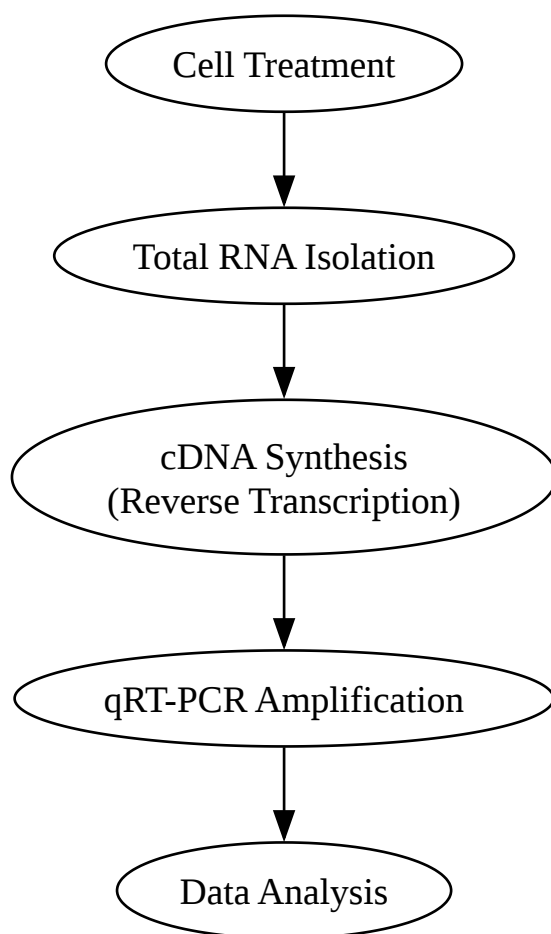 Cell Treatment
Total RNA Isolation
cDNA Synthesis
(Reverse Transcription)
qRT-PCR Amplification
Data Analysis